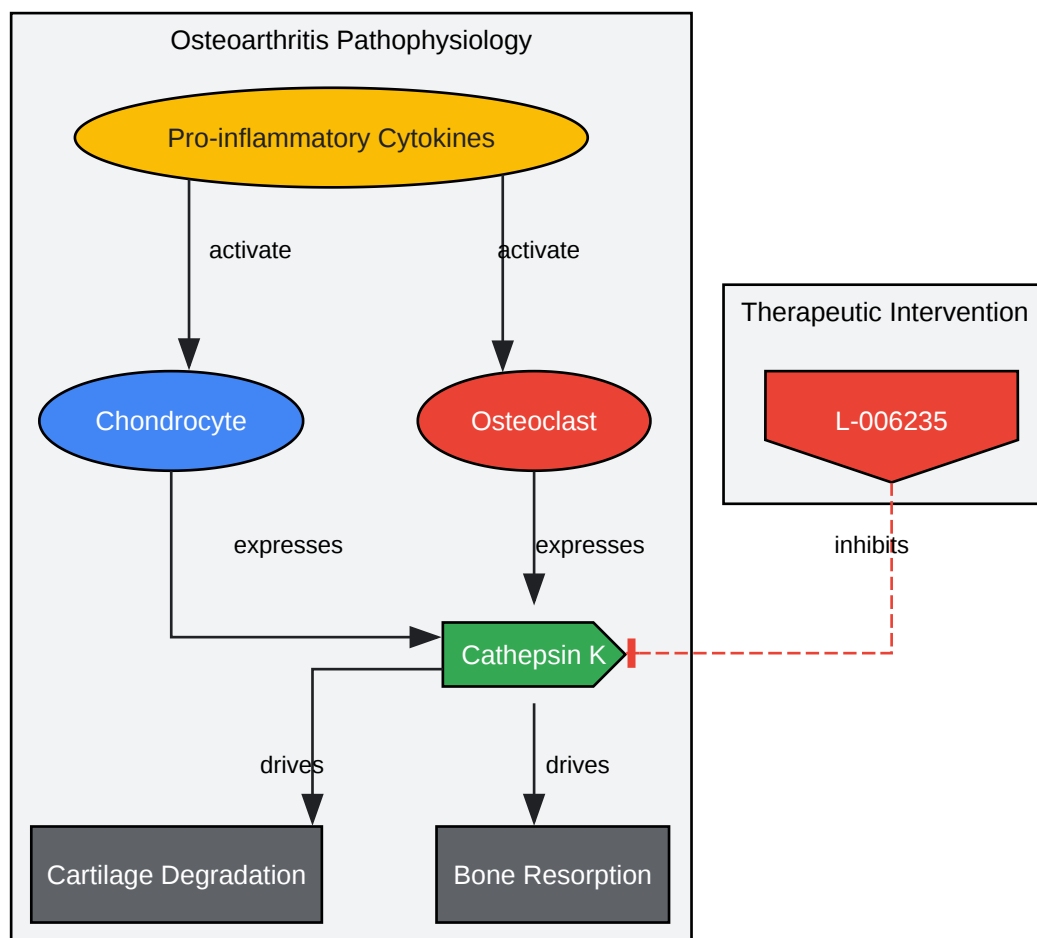 Osteoarthritis Pathophysiology
Pro-inflammatory Cytokines
activate
activate
Therapeutic Intervention
Chondrocyte
Osteoclast
L-006235
expresses
expresses
inhibits
Cathepsin K
drives
drives
Cartilage Degradation
Bone Resorption